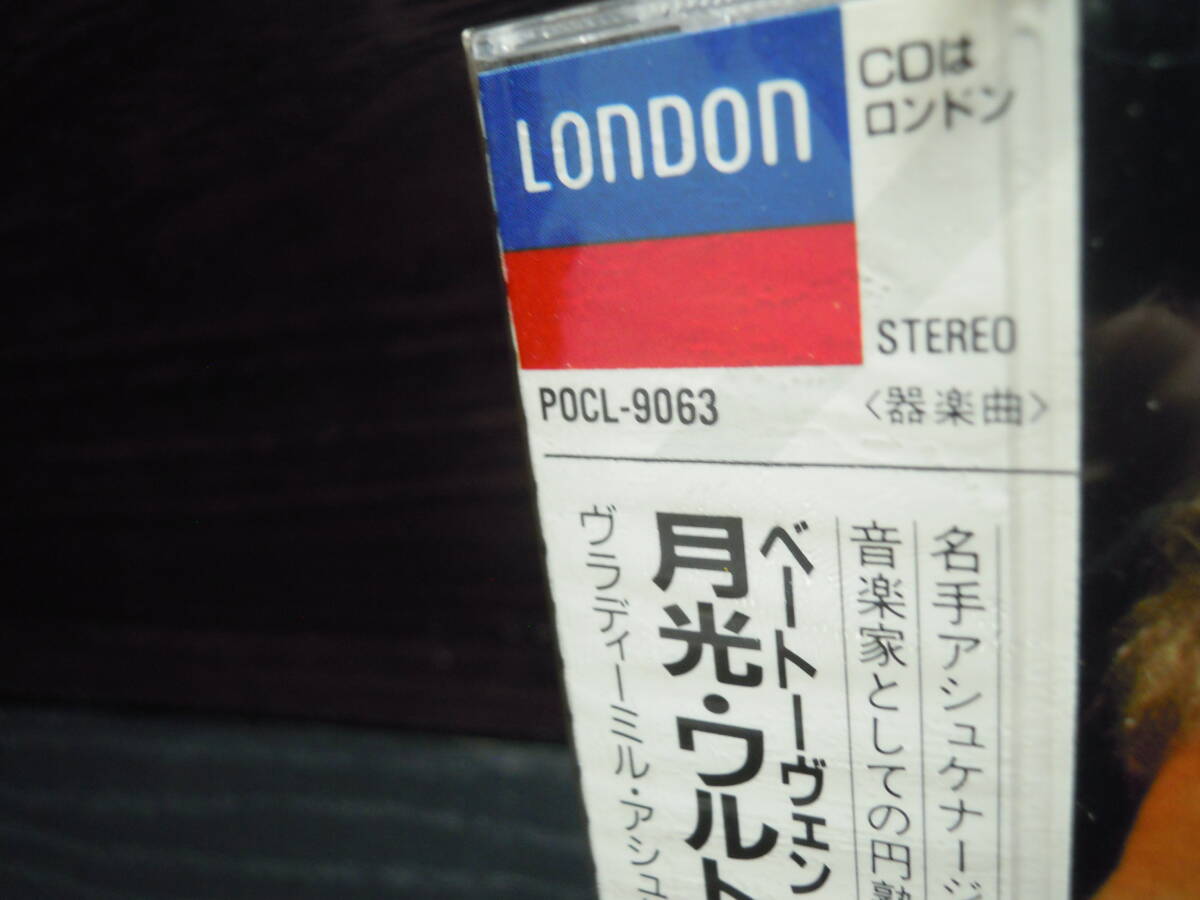 LONDON
CDは
ロンドン
STEREO
POCL-9063
〈器楽曲〉
名手アシュケナージ
音楽家としての円熟
ベートーヴェン
月光・ワルト
ヴラディーミル・アシュ